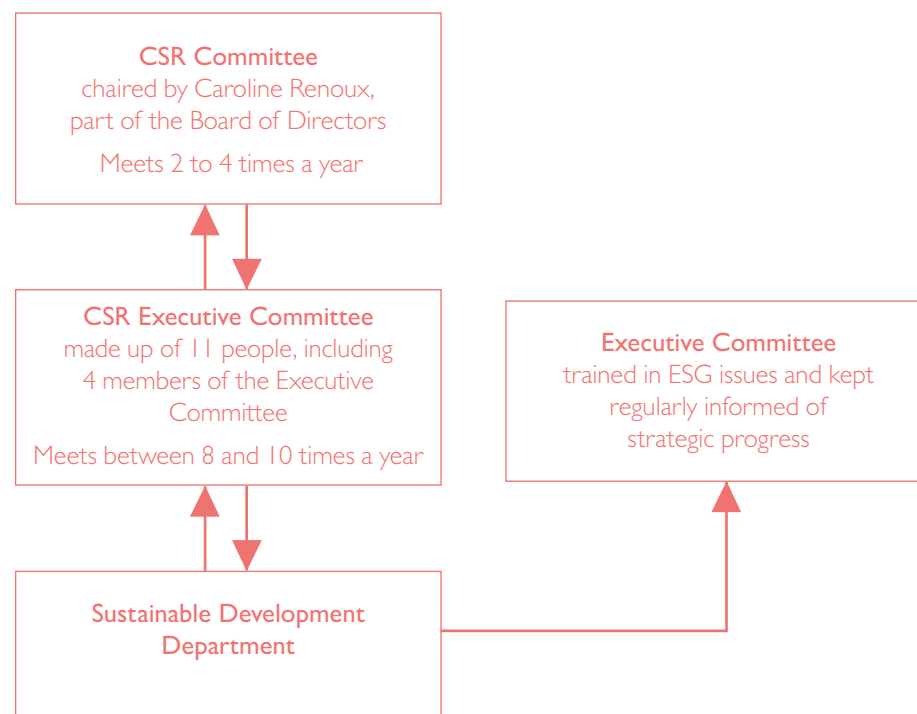 CSR Committee
chaired by Caroline Renoux,
part of the Board of Directors
Meets 2 to 4 times a year
CSR Executive Committee
made up of 11 people, including
4 members of the Executive
Committee
Meets between 8 and 10 times a year
Executive Committee
trained in ESG issues and kept
regularly informed of
strategic progress
Sustainable Development
Department